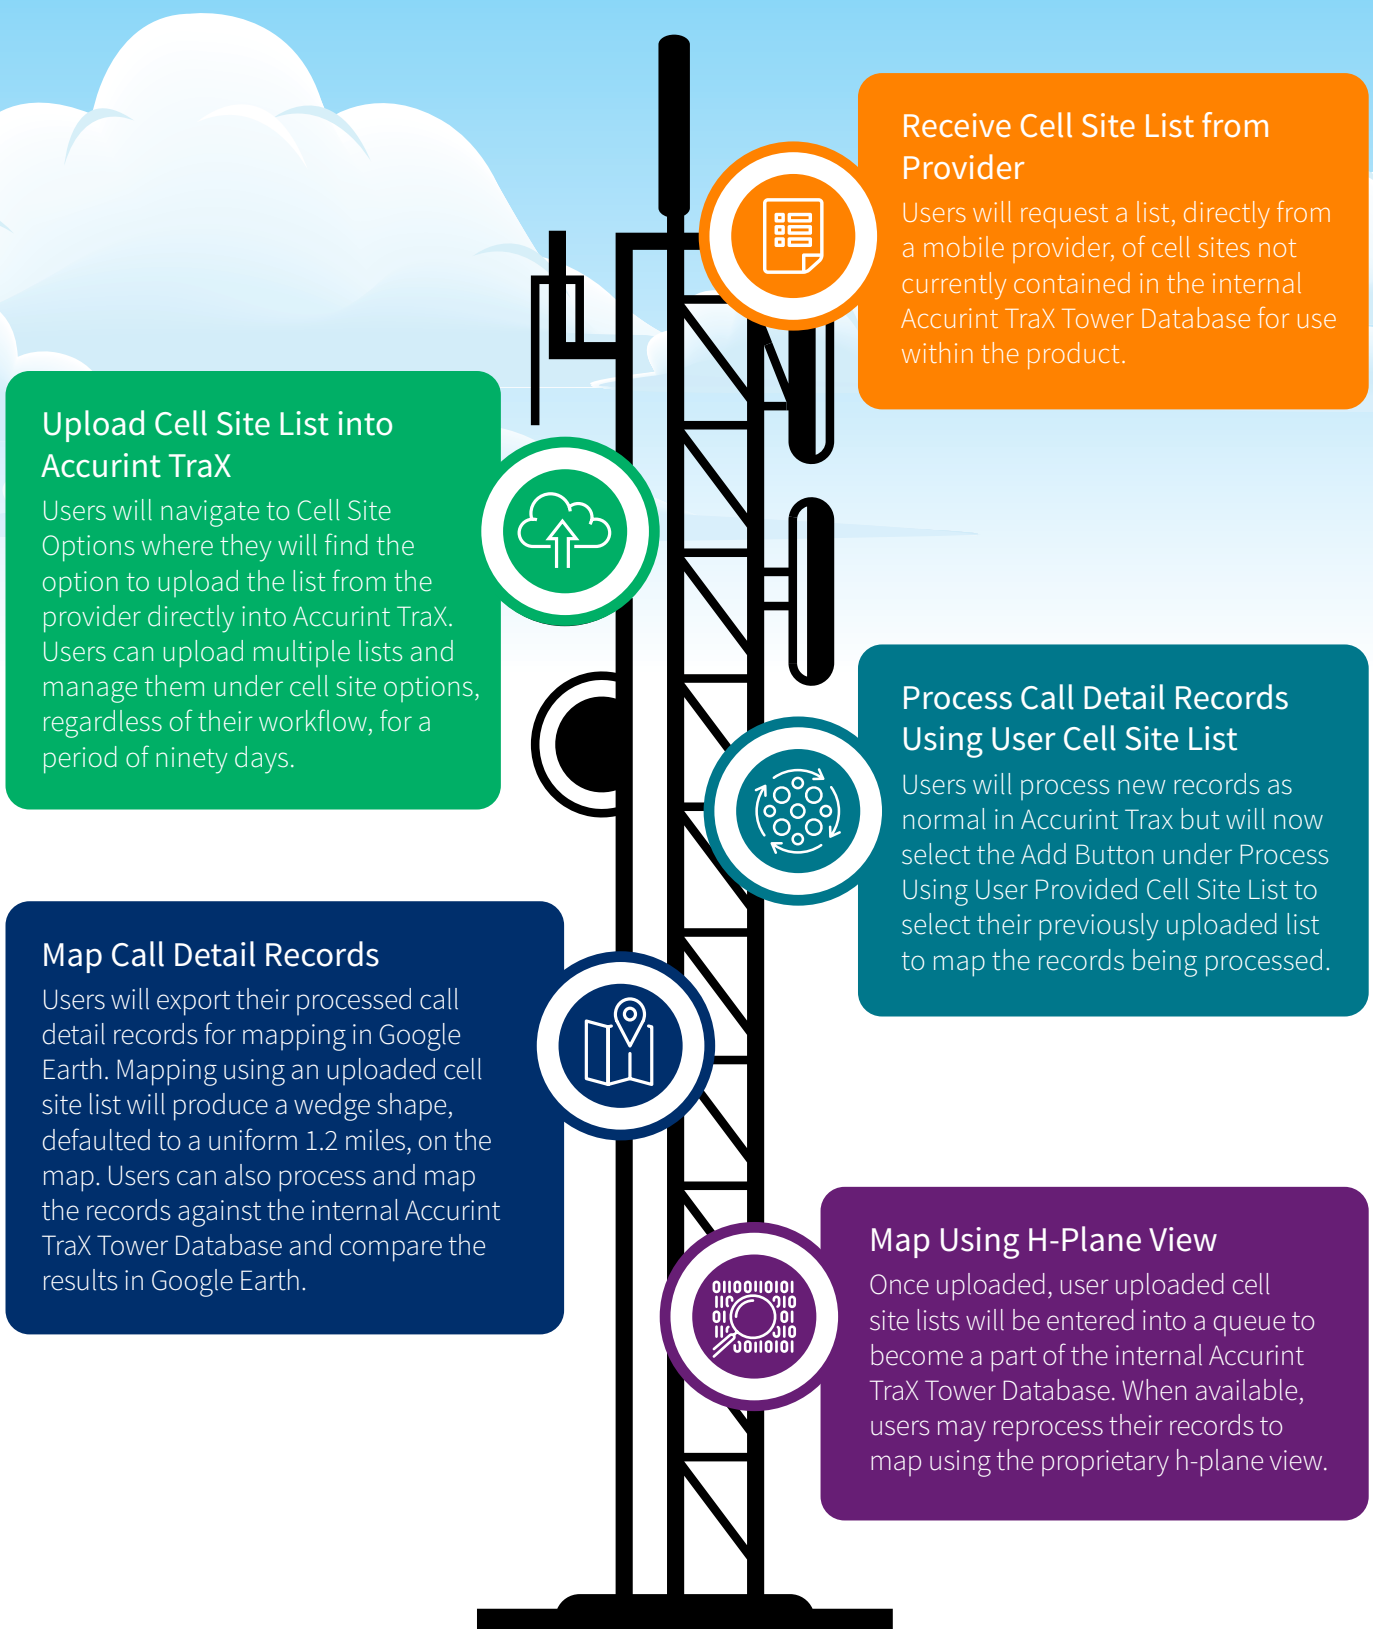 Receive Cell Site List from
Provider
Users will request a list, directly from
a mobile provider, of cell sites not
currently contained in the internal
Accurint TraX Tower Database for use
within the product.
Upload Cell Site List into
Accurint TraX
Users will navigate to Cell Site
Options where they will find the
option to upload the list from the
provider directly into Accurint TraX.
Users can upload multiple lists and
manage them under cell site options,
regardless of their workflow, for a
period of ninety days.
Process Call Detail Records
Using User Cell Site List
Users will process new records as
normal in Accurint Trax but will now
select the Add Button under Process
Using User Provided Cell Site List to
select their previously uploaded list
to map the records being processed.
Map Call Detail Records
Users will export their processed call
detail records for mapping in Google
Earth. Mapping using an uploaded cell
site list will produce a wedge shape,
defaulted to a uniform 1.2 miles, on the
map. Users can also process and map
the records against the internal Accurint
TraX Tower Database and compare the
results in Google Earth.
Map Using H-Plane View
Once uploaded, user uploaded cell
site lists will be entered into a queue to
become a part of the internal Accurint
TraX Tower Database. When available,
users may reprocess their records to
map using the proprietary h-plane view.
01100110101